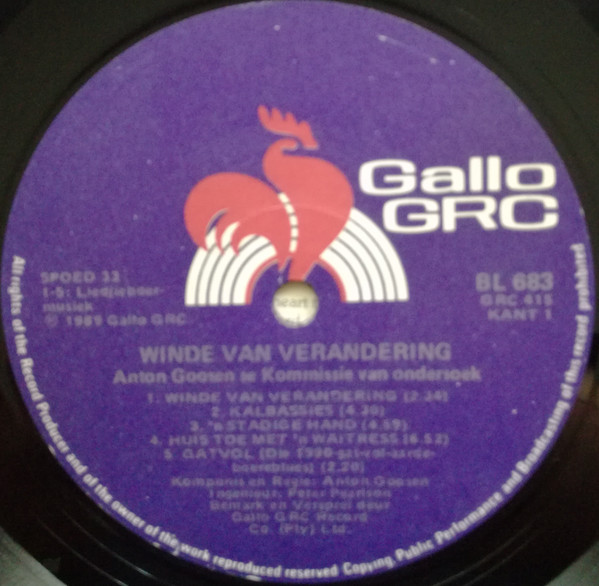 Gallo
GRC
SPOED 33
1-5: Liedjieboer-
musiek
℗ 1989 Gallo GRC
BL 683
GRC 415
KANT 1
WINDE VAN VERANDERING
Anton Goosen se Kommissie van ondersoek
1: WINDE VAN VERANDERING (2.34)
2. KALBASSIES (4.30)
3. 'n STADIGE HAND (4.59)
4. HUIS TOE MET 'n WAITRESS (6.52)
5. GATVOL (Die 1990-gat-vol-aarde-
boereblues) (2.20)
Komponis en Regie: Anton Goosen
Ingenieur: Peter Pearlson
Bemark en Versprei deur
Gallo GRC Record
Co. (Pty) Ltd.
All rights of the Record Producer and of the owner of the work reproduced reserved Copying Public Performance and Broadcasting of the record prohibited